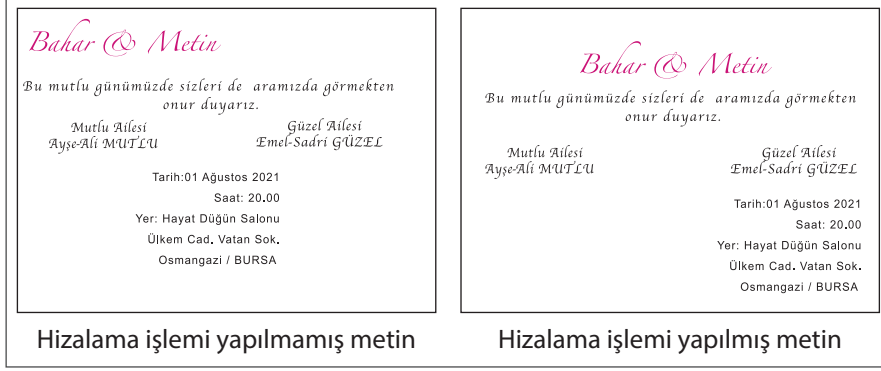 Bahar & Metin
Bu mutlu günümüzde sizleri de aramızda görmekten
onur duyarız.
Mutlu Ailesi
Ayşe-Ali MUTLU
Güzel Ailesi
Emel-Sadri GÜZEL
Tarih:01 Ağustos 2021
Saat: 20.00
Yer: Hayat Düğün Salonu
Ülkem Cad. Vatan Sok.
Osmangazi / BURSA
Hizalama işlemi yapılmamış metin
Bahar & Metin
Bu mutlu günümüzde sizleri de aramızda görmekten
onur duyarız.
Mutlu Ailesi
Ayşe-Ali MUTLU
Güzel Ailesi
Emel-Sadri GÜZEL
Tarih:01 Ağustos 2021
Saat: 20.00
Yer: Hayat Düğün Salonu
Ülkem Cad. Vatan Sok.
Osmangazi / BURSA
Hizalama işlemi yapılmış metin